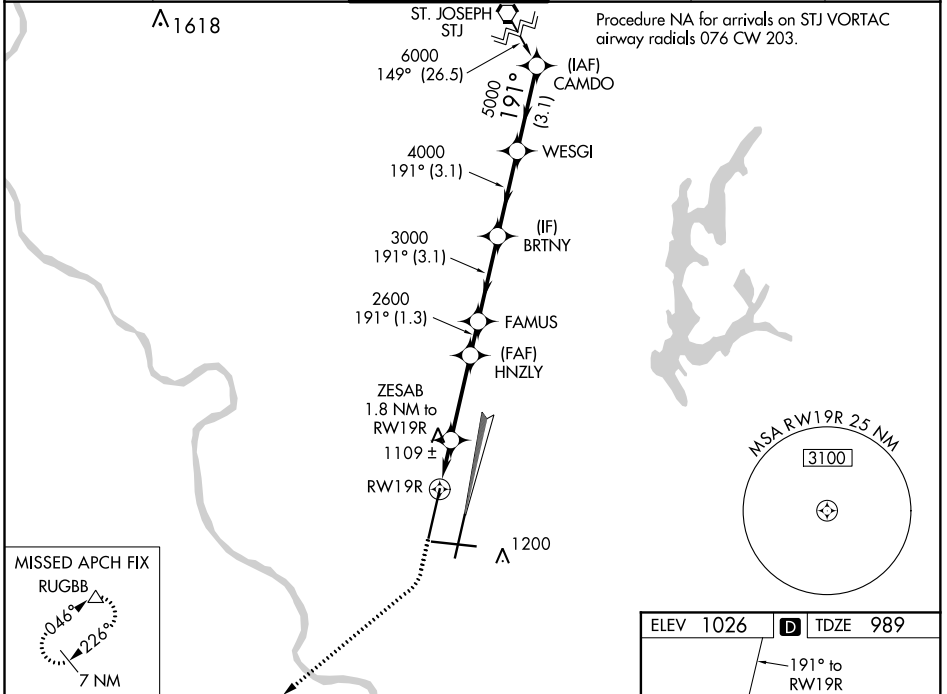 1618
ST. JOSEPH
STJ
Procedure NA for arrivals on STJ VORTAC
airway radials 076 CW 203.
6000
149° (26.5)
(IAF)
CAMDO
5000
191°
(3.1)
4000
191° (3.1)
WESGI
3000
191° (3.1)
(IF)
BRTNY
2600
191° (1.3)
FAMUS
(FAF)
HNZLY
ZESAB
1.8 NM to
RW19R
1109 ±
RW19R
1200
MSA RW19R 25 NM
3100
MISSED APCH FIX
RUGBB
046°
226°
7 NM
ELEV 1026 D TDZE 989
191° to
RW19R